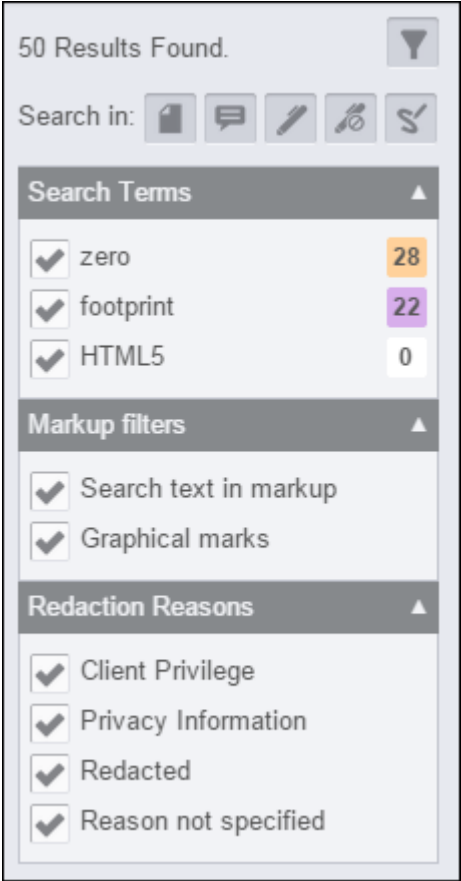 50 Results Found.
Search in:
Search Terms
zero 28
footprint 22
HTML5 0
Markup filters
Search text in markup
Graphical marks
Redaction Reasons
Client Privilege
Privacy Information
Redacted
Reason not specified